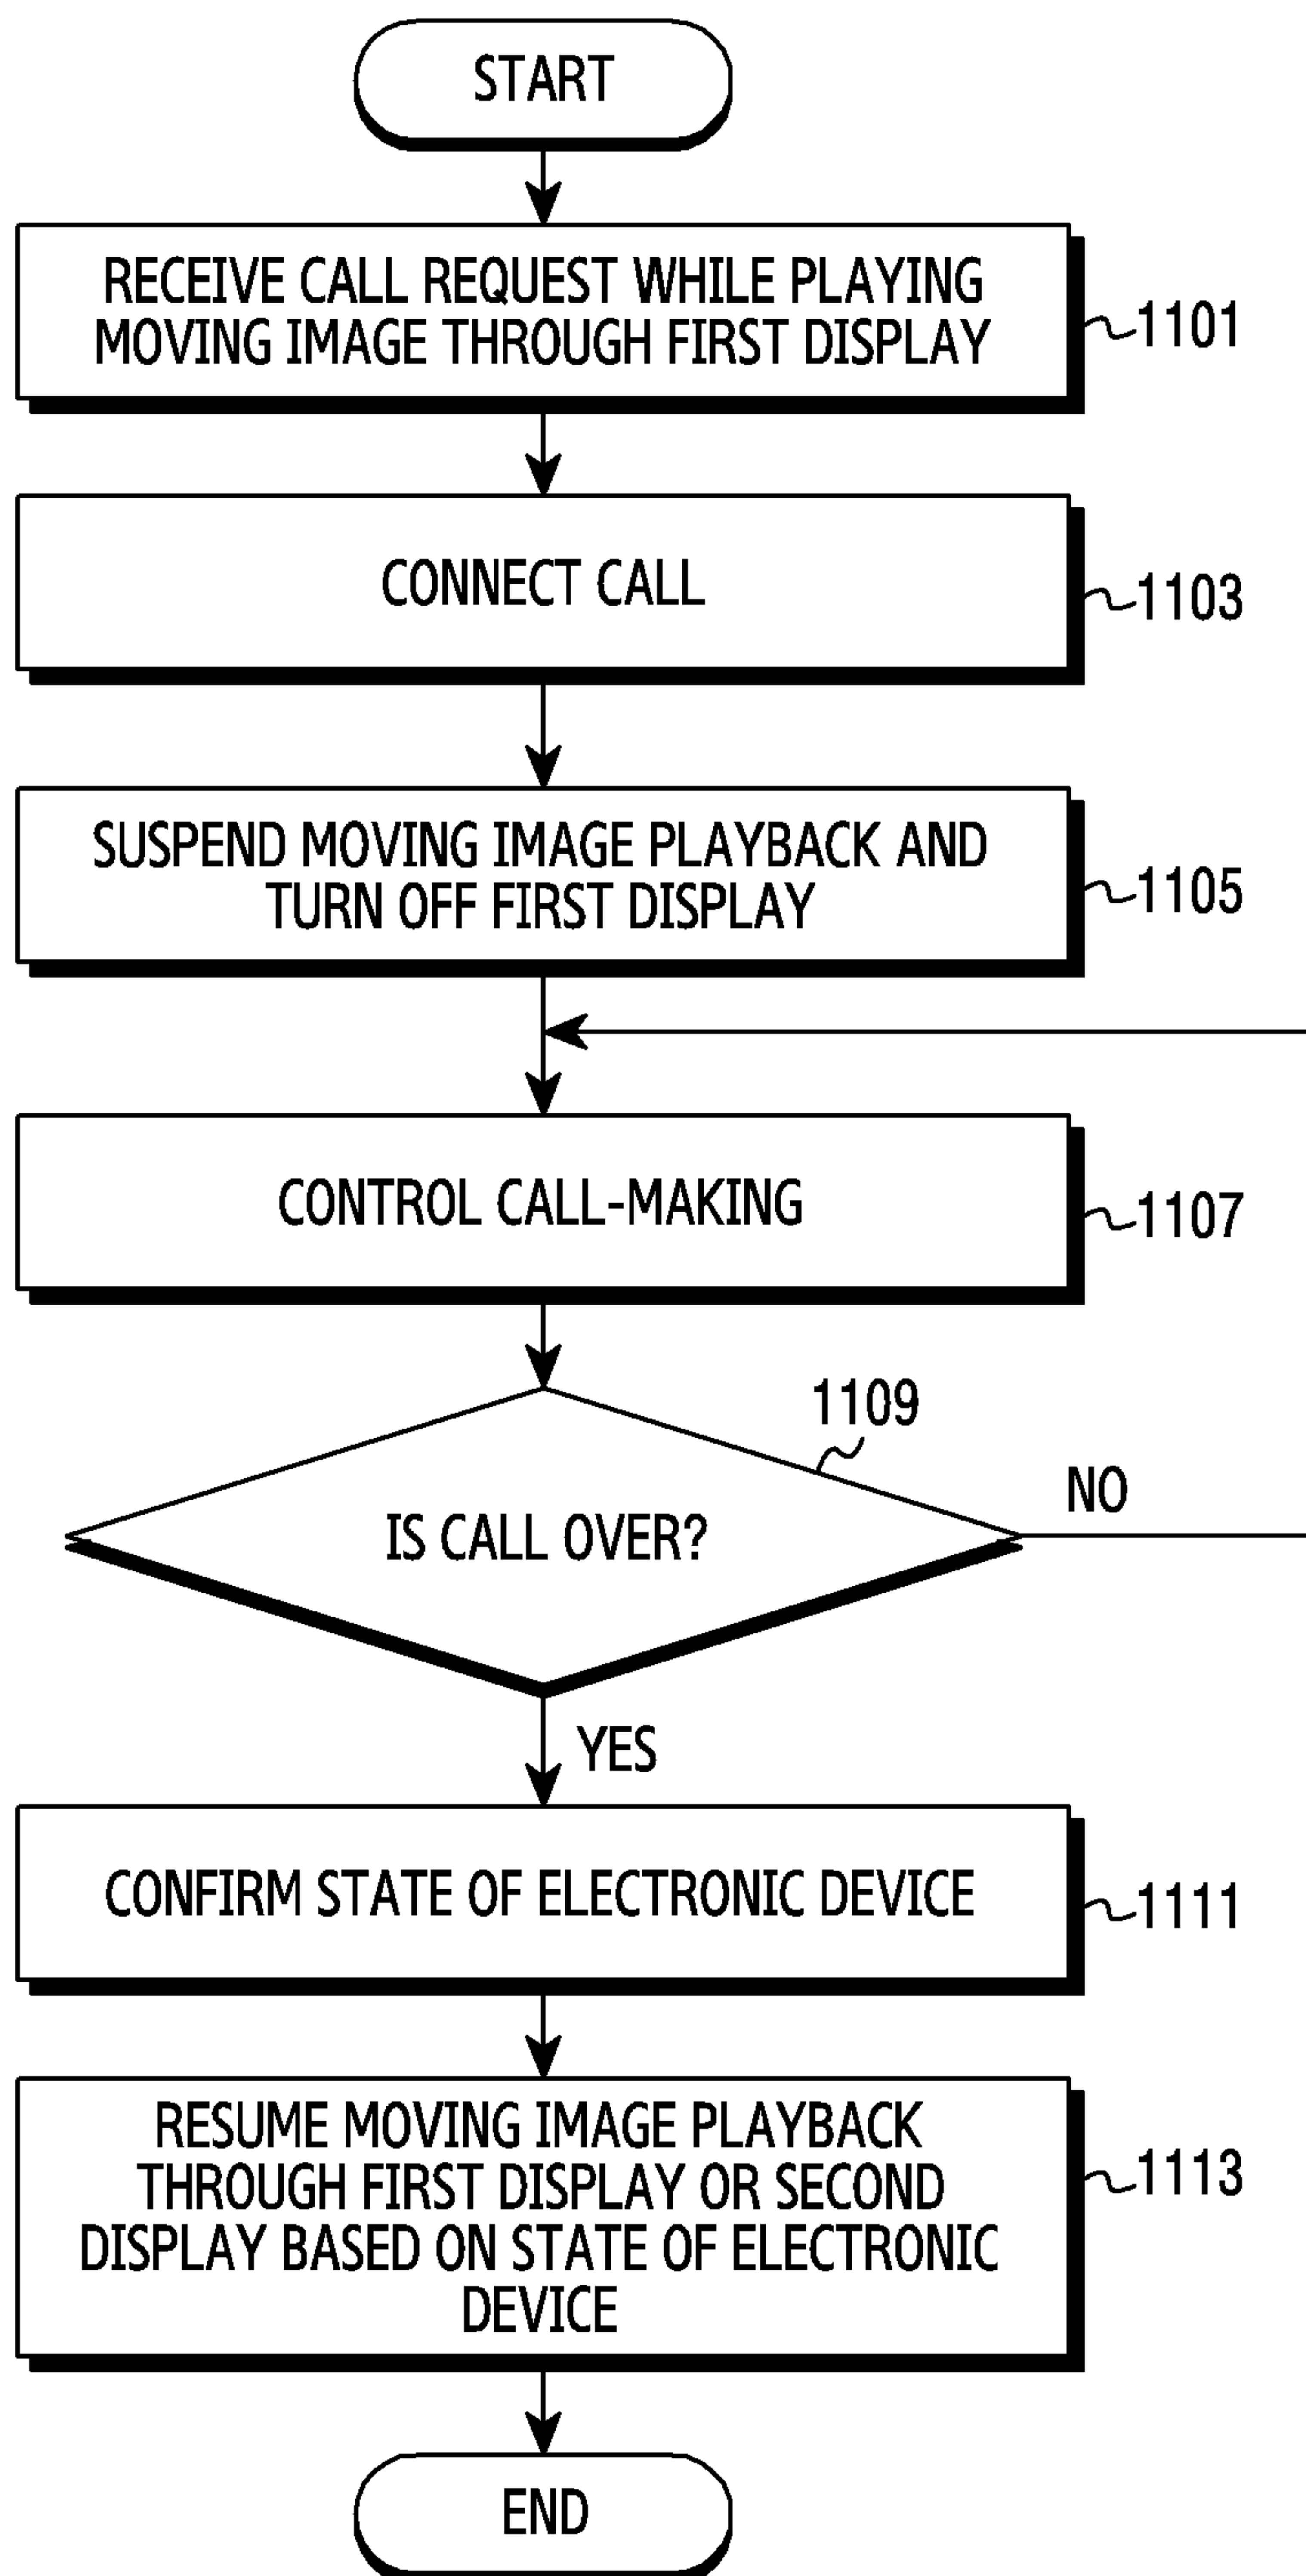 START
RECEIVE CALL REQUEST WHILE PLAYING
MOVING IMAGE THROUGH FIRST DISPLAY
1101
CONNECT CALL
1103
SUSPEND MOVING IMAGE PLAYBACK AND
TURN OFF FIRST DISPLAY
1105
CONTROL CALL-MAKING
1107
1109
IS CALL OVER?
NO
YES
CONFIRM STATE OF ELECTRONIC DEVICE
1111
RESUME MOVING IMAGE PLAYBACK
THROUGH FIRST DISPLAY OR SECOND
DISPLAY BASED ON STATE OF ELECTRONIC
DEVICE
1113
END